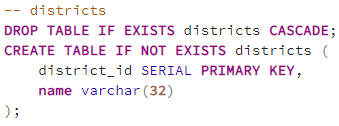 -- districts
DROP TABLE IF EXISTS districts CASCADE;
CREATE TABLE IF NOT EXISTS districts (
    district_id SERIAL PRIMARY KEY,
    name varchar(32)
);